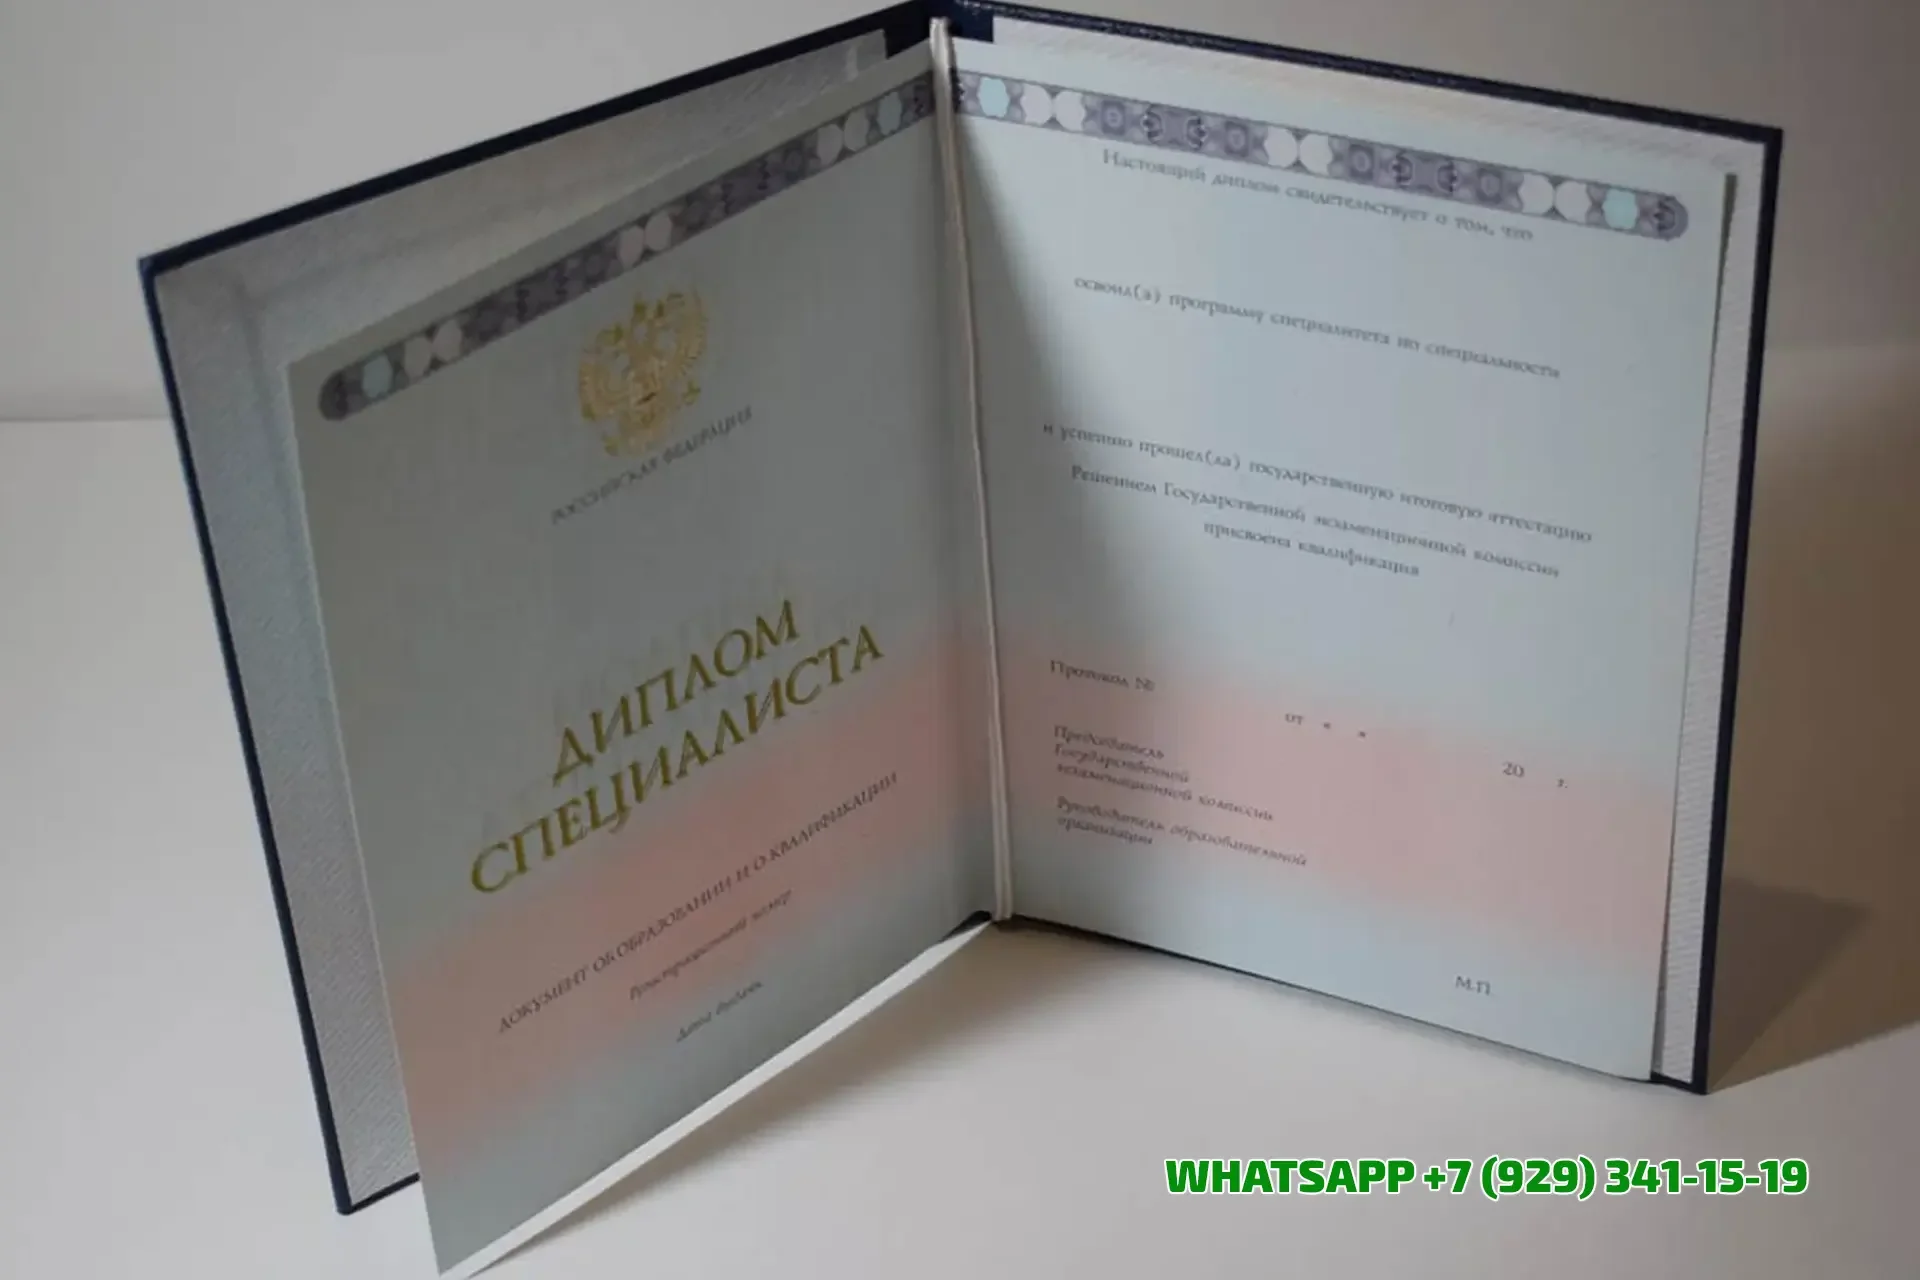 РОССИЙСКАЯ ФЕДЕРАЦИЯ
ДИПЛОМ
СПЕЦИАЛИСТА
ДОКУМЕНТ ОБ ОБРАЗОВАНИИ И О КВАЛИФИКАЦИИ
Регистрационный номер
Дата выдачи
Настоящий диплом свидетельствует о том, что
освоил(а) программу специалитета по специальности
и успешно прошел(ла) государственную итоговую аттестацию
Решением Государственной экзаменационной комиссии
присвоена квалификация
Протокол №
от « »
20 г.
Председатель
Государственной
экзаменационной комиссии
Руководитель образовательной
организации
М.П.
WHATSAPP +7 (929) 341-15-19